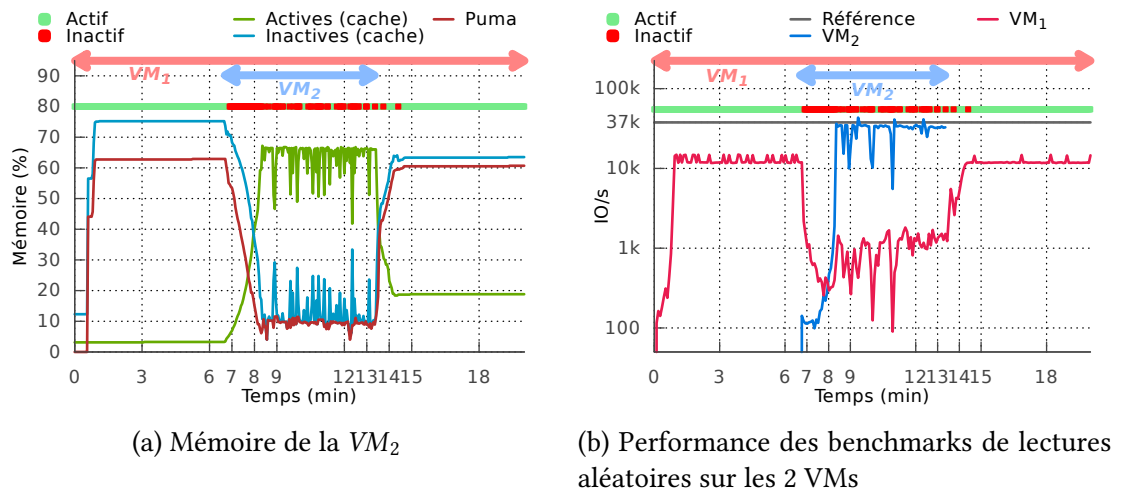 Actif
Inactif
Actives (cache)
Inactives (cache)
Puma
VM1
VM2
90
80
70
60
50
40
30
20
10
0
Mémoire (%)
0 3 6 7 8 9 12 13 14 15 18
Temps (min)
(a) Mémoire de la VM2
Actif
Inactif
Référence
VM2
VM1
VM1
VM2
100k
37k
10k
1k
100
IO/s
0 3 6 7 8 9 12 13 14 15 18
Temps (min)
(b) Performance des benchmarks de lectures
aléatoires sur les 2 VMs